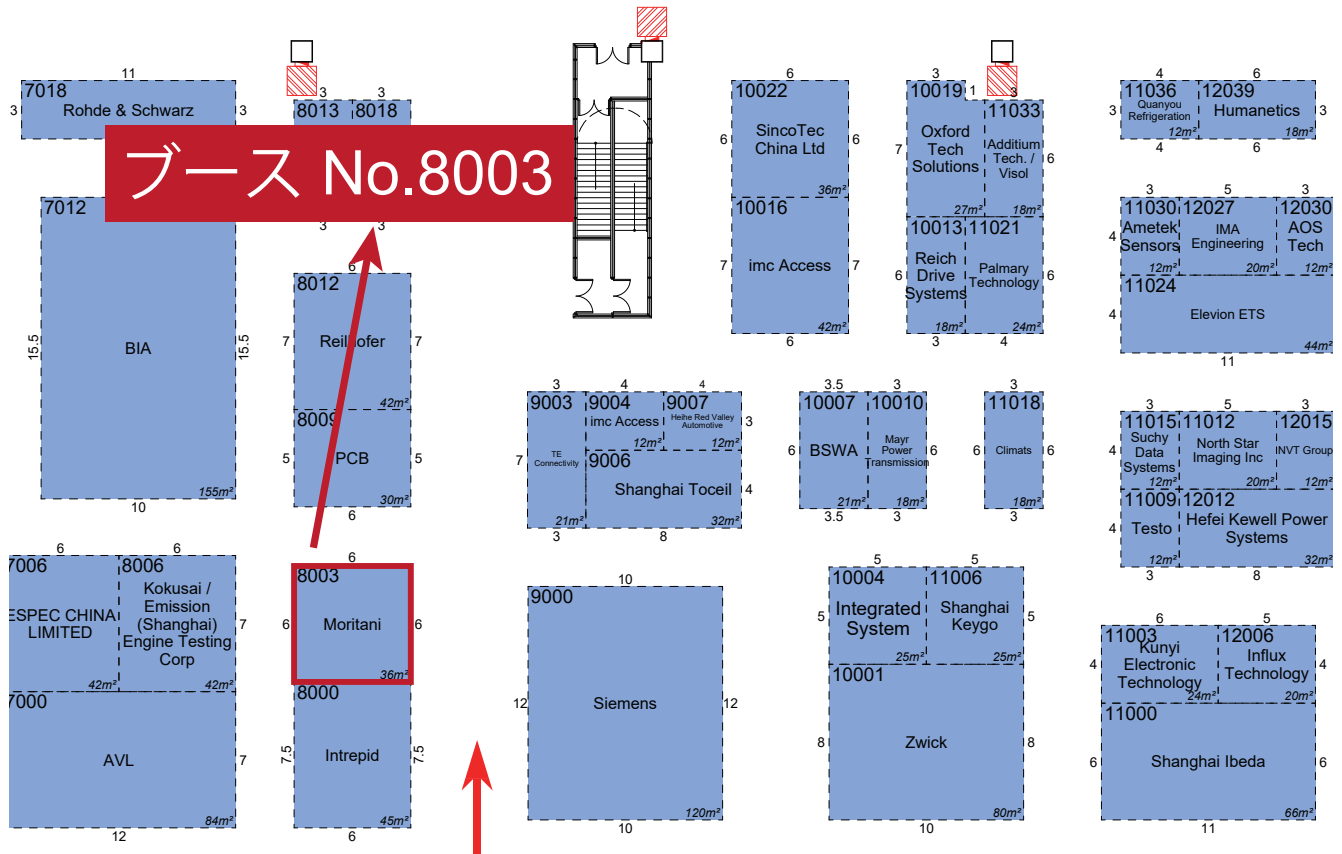 11
7018
Rohde & Schwarz
3
3
3
3
8013
8018
ブース No.8003
3
3
7012
BIA
15.5
15.5
155m²
10
6
8012
Reilhofer
7
7
42m²
8009
PCB
5
5
30m²
6
6
10022
SincoTec
China Ltd
6
6
36m²
10016
imc Access
7
7
42m²
6
3
10019
1
3
11033
Oxford
Tech
Solutions
7
27m²
Additium
Tech. /
Visol
6
18m²
10013
Reich
Drive
Systems
6
18m²
3
11021
Palmary
Technology
6
24m²
4
4
6
11036
Quanyou
Refrigeration
3
12m²
4
12039
Humanetics
3
18m²
6
3
5
3
11030
Ametek
Sensors
4
12m²
12027
IMA
Engineering
20m²
12030
AOS
Tech
12m²
11024
Elevion ETS
4
44m²
11
3
4
4
9003
TE
Connectivity
7
21m²
3
9004
imc Access
12m²
9007
Heihe Red Valley
Automotive
3
12m²
9006
Shanghai Toceil
4
32m²
8
3.5
3
10007
BSWA
6
21m²
3.5
10010
Mayr
Power
Transmission
6
18m²
3
3
11018
Climats
6
6
18m²
3
3
5
3
11015
Suchy
Data
Systems
4
12m²
11012
North Star
Imaging Inc
20m²
12015
INVT Group
12m²
11009
Testo
4
12m²
3
12012
Hefei Kewell Power
Systems
32m²
8
6
6
7006
ESPEC CHINA
LIMITED
42m²
8006
Kokusai /
Emission
(Shanghai)
Engine Testing
Corp
7
42m²
7000
AVL
7
84m²
12
6
8003
Moritani
6
6
36m²
8000
Intrepid
7.5
7.5
45m²
6
10
9000
Siemens
12
12
120m²
10
5
5
10004
Integrated
System
5
25m²
11006
Shanghai
Keygo
5
25m²
10001
Zwick
8
8
80m²
10
6
5
11003
Kunyi
Electronic
Technology
4
24m²
12006
Influx
Technology
4
20m²
11000
Shanghai Ibeda
6
6
66m²
11